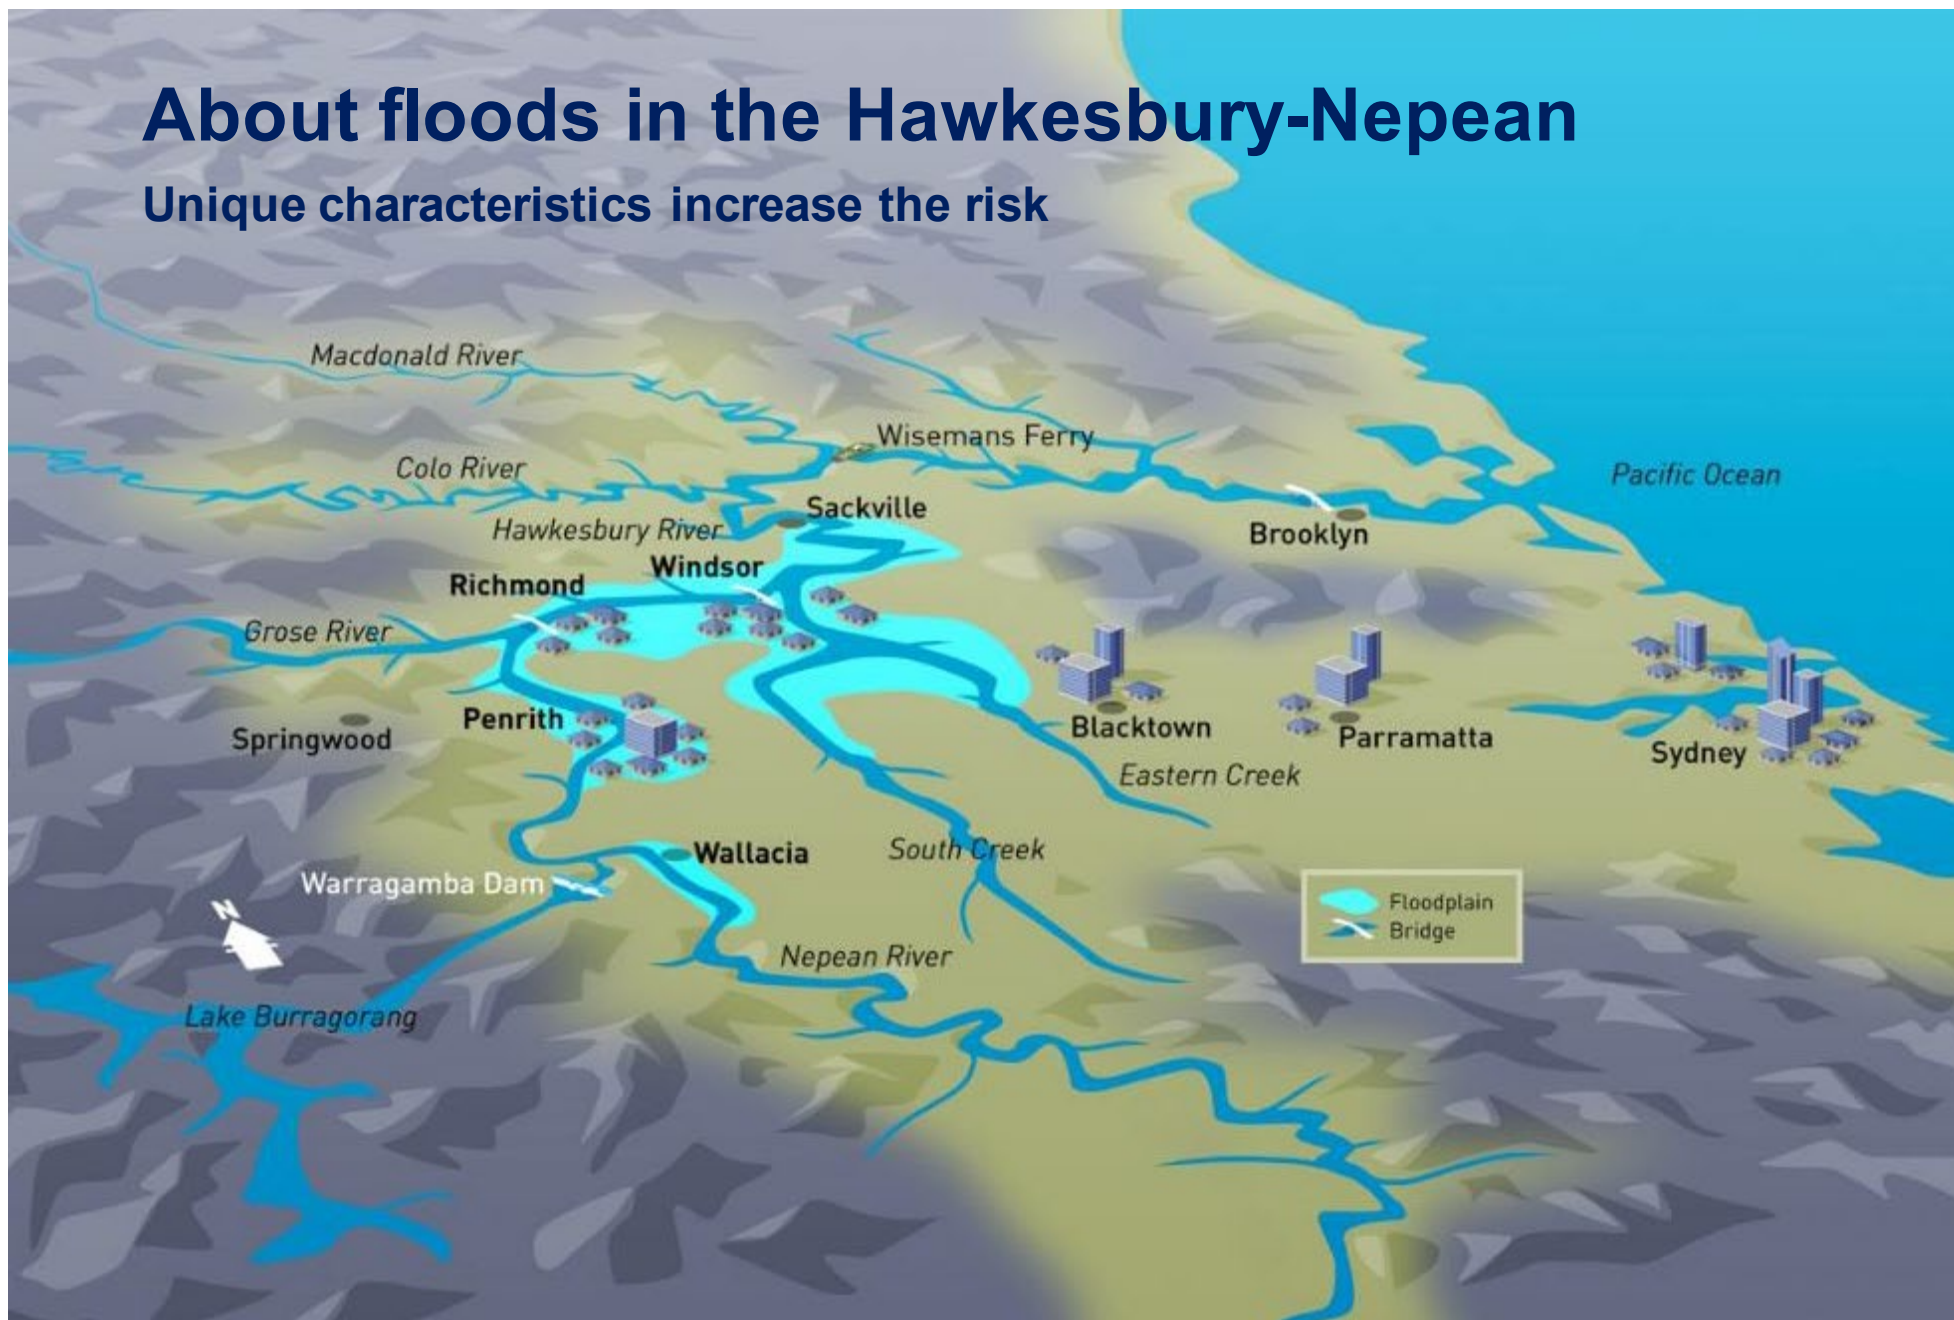 About floods in the Hawkesbury-Nepean
Unique characteristics increase the risk
Macdonald River
Wisemans Ferry
Colo River
Pacific Ocean
Sackville
Hawkesbury River
Brooklyn
Windsor
Richmond
Grose River
Penrith
Springwood
Blacktown
Parramatta
Sydney
Eastern Creek
Wallacia
South Creek
Warragamba Dam
Floodplain
Bridge
N
Nepean River
Lake Burragorang